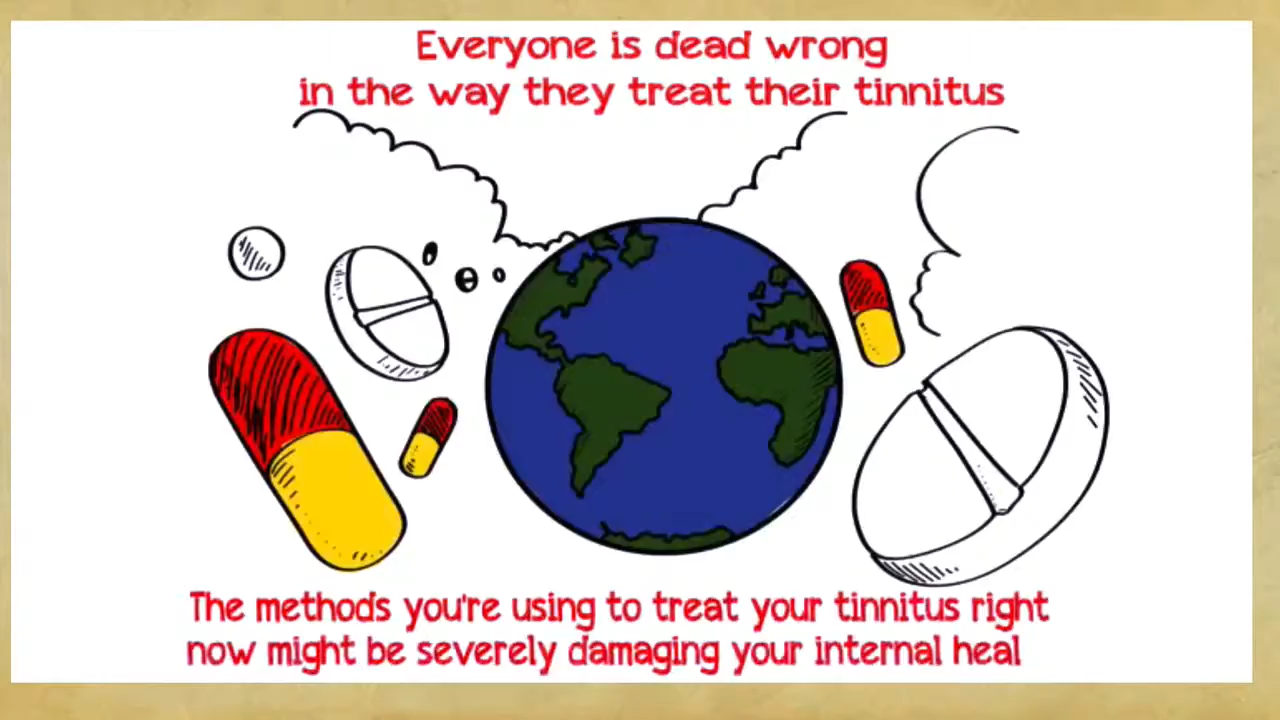 Everyone is dead wrong
in the way they treat their tinnitus
The methods you're using to treat your tinnitus right
now might be severely damaging your internal heal